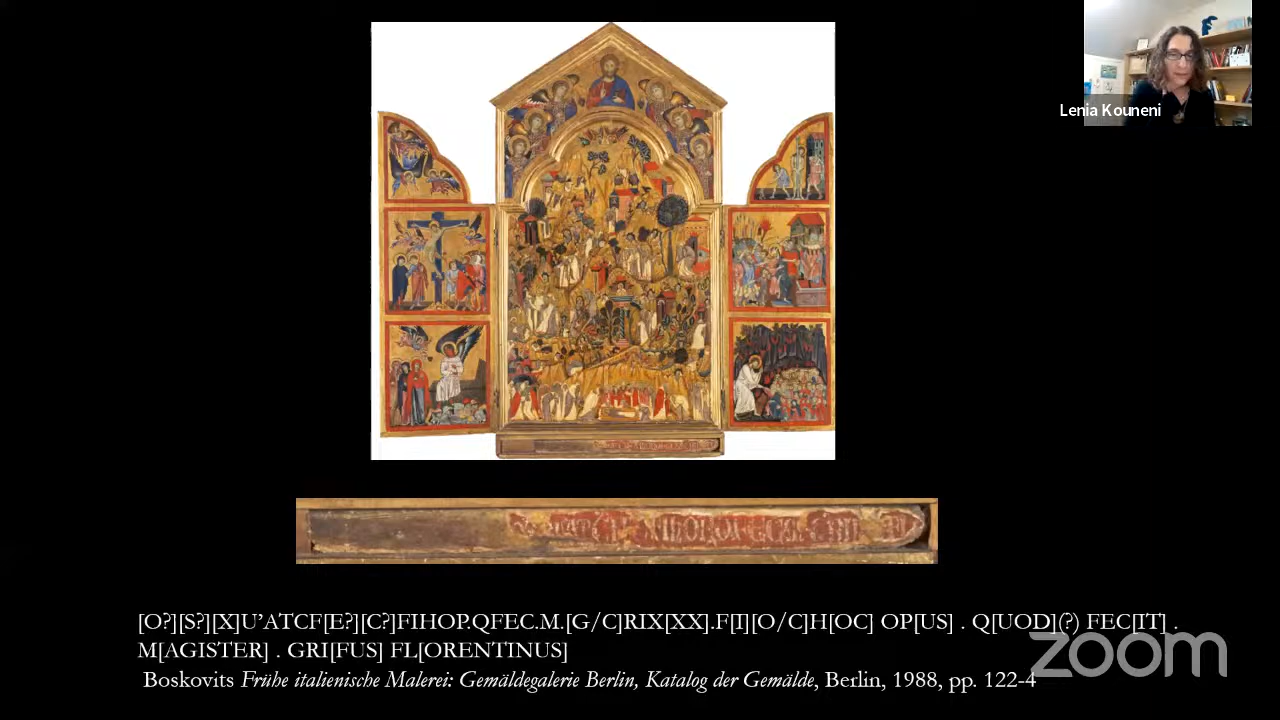 Lenia Kouneni
[O?][S?][X]U’ATCF[E?][C?]FIHOP.QFEC.M.[G/C]RIX[XX].F[I][O/C]H[OC] OP[US] . Q[UOD](?) FEC[IT] .
M[AGISTER] . GRI[FUS] FL[ORENTINUS]
Boskovits Frühe italienische Malerei: Gemäldegalerie Berlin, Katalog der Gemälde, Berlin, 1988, pp. 122-4
zoom